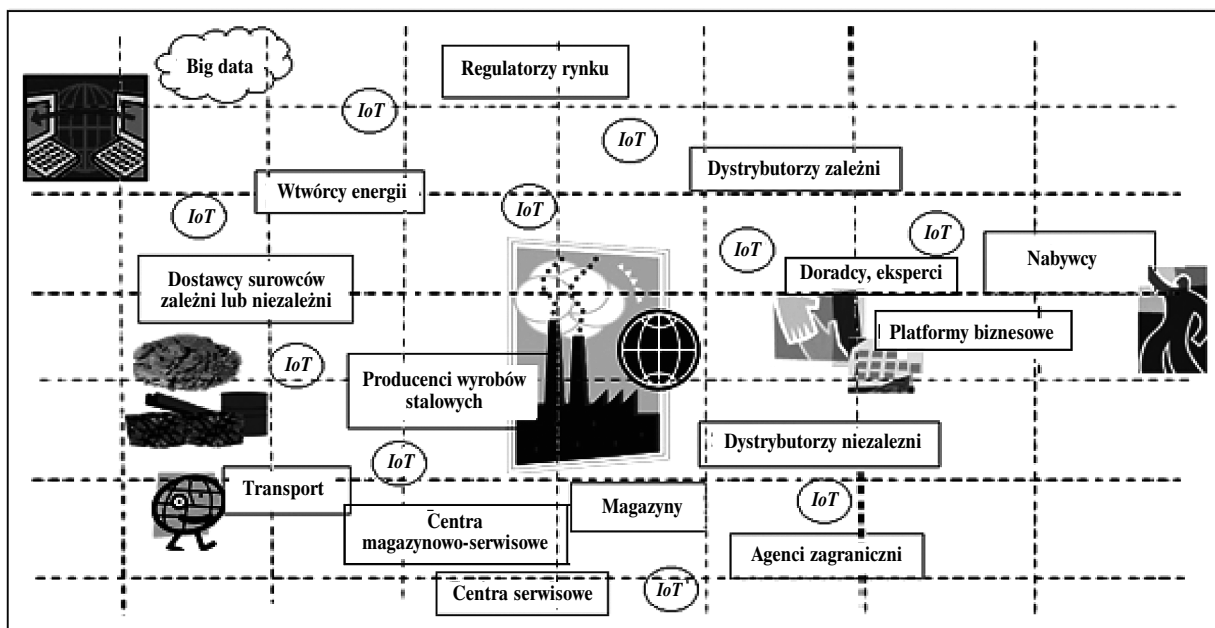 Big data
Regulatorzy rynku
IoT
IoT
Dystrybutorzy zależni
Wtwórcy energii
IoT
IoT
IoT
IoT
Nabywcy
Dostawcy surowców
zależni lub niezależni
Doradcy, eksperci
Platformy biznesowe
IoT
Producenci wyrobów
stalowych
Dystrybutorzy niezalezni
IoT
Transport
Magazyny
IoT
Centra
magazynowo-serwisowe
Agenci zagraniczni
Centra serwisowe
IoT